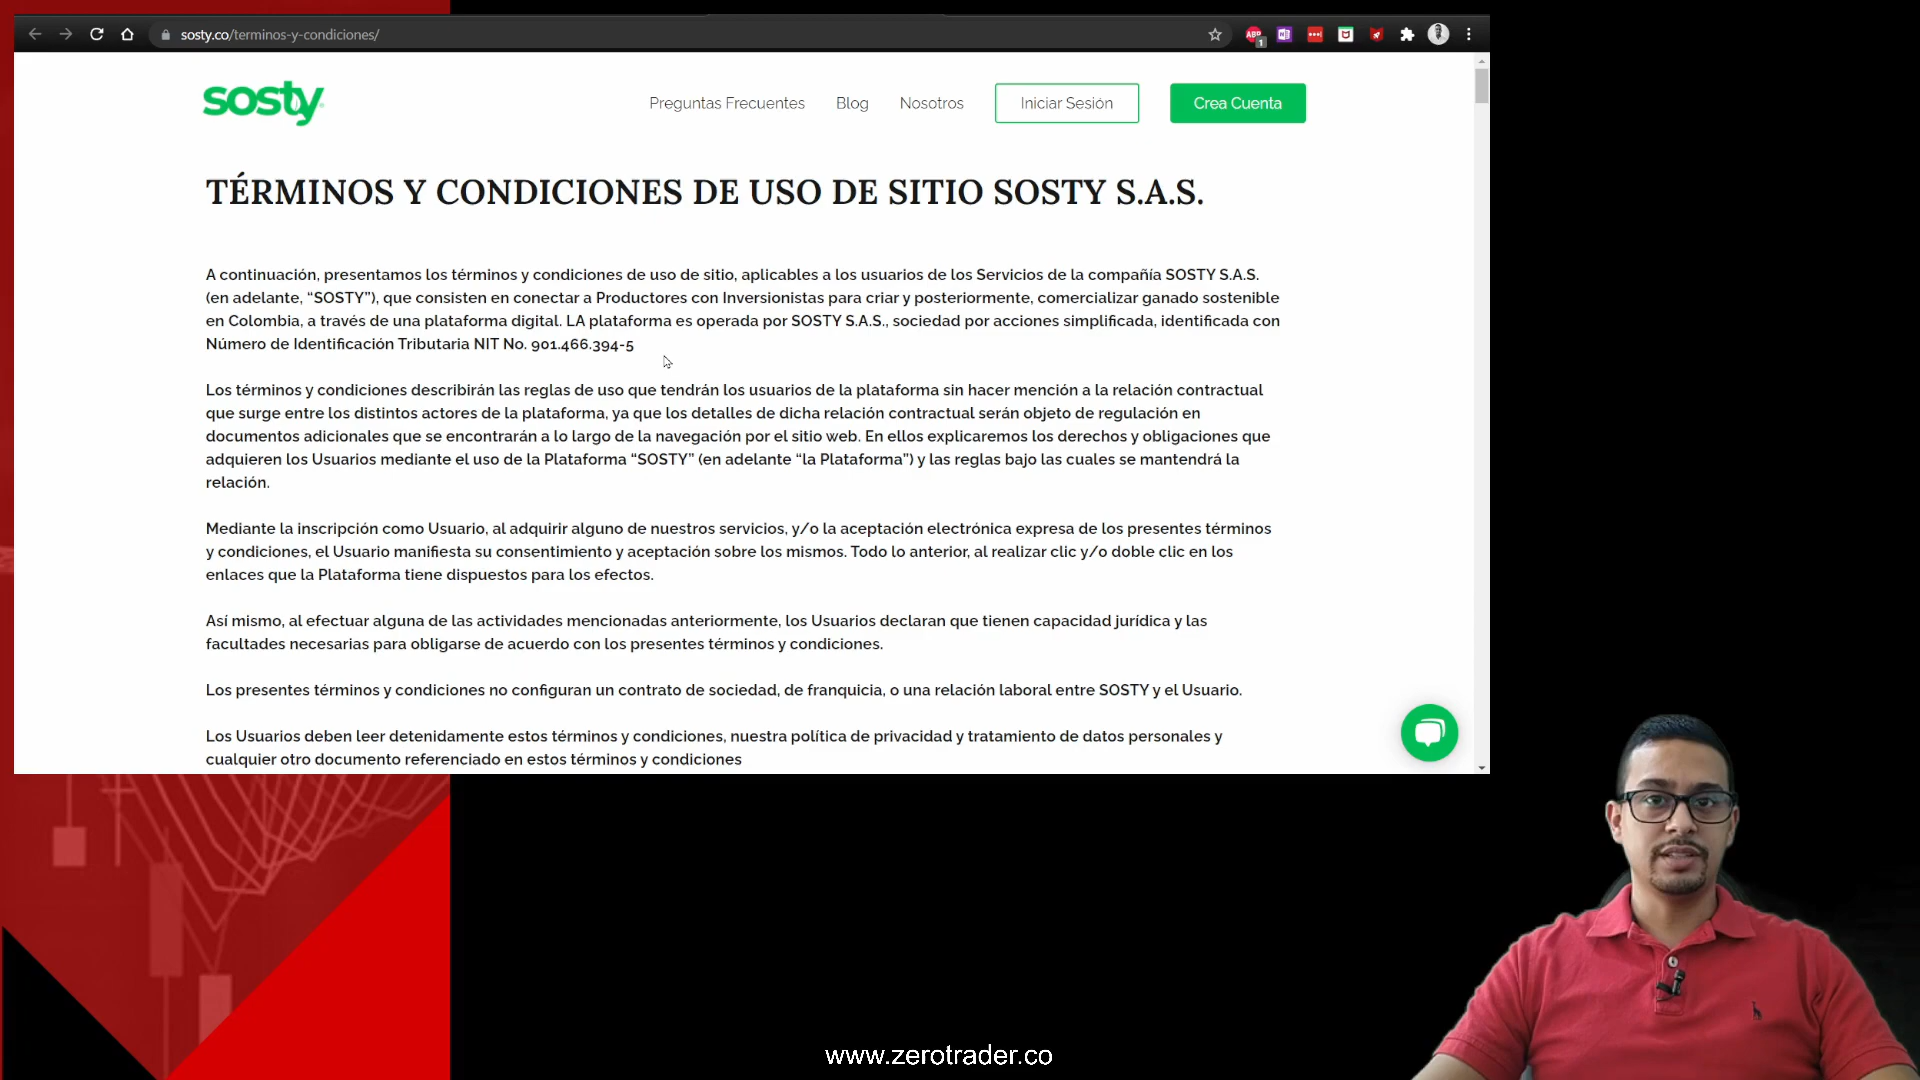 sosty.co/terminos-y-condiciones/
ABP
1
sosty
Preguntas Frecuentes
Blog
Nosotros
Iniciar Sesión
Crea Cuenta
TÉRMINOS Y CONDICIONES DE USO DE SITIO SOSTY S.A.S.
A continuación, presentamos los términos y condiciones de uso de sitio, aplicables a los usuarios de los Servicios de la compañía SOSTY S.A.S.
(en adelante, “SOSTY”), que consisten en conectar a Productores con Inversionistas para criar y posteriormente, comercializar ganado sostenible
en Colombia, a través de una plataforma digital. LA plataforma es operada por SOSTY S.A.S., sociedad por acciones simplificada, identificada con
Número de Identificación Tributaria NIT No. 901.466.394-5
Los términos y condiciones describirán las reglas de uso que tendrán los usuarios de la plataforma sin hacer mención a la relación contractual
que surge entre los distintos actores de la plataforma, ya que los detalles de dicha relación contractual serán objeto de regulación en
documentos adicionales que se encontrarán a lo largo de la navegación por el sitio web. En ellos explicaremos los derechos y obligaciones que
adquieren los Usuarios mediante el uso de la Plataforma “SOSTY” (en adelante “la Plataforma”) y las reglas bajo las cuales se mantendrá la
relación.
Mediante la inscripción como Usuario, al adquirir alguno de nuestros servicios, y/o la aceptación electrónica expresa de los presentes términos
y condiciones, el Usuario manifiesta su consentimiento y aceptación sobre los mismos. Todo lo anterior, al realizar clic y/o doble clic en los
enlaces que la Plataforma tiene dispuestos para los efectos.
Así mismo, al efectuar alguna de las actividades mencionadas anteriormente, los Usuarios declaran que tienen capacidad jurídica y las
facultades necesarias para obligarse de acuerdo con los presentes términos y condiciones.
Los presentes términos y condiciones no configuran un contrato de sociedad, de franquicia, o una relación laboral entre SOSTY y el Usuario.
Los Usuarios deben leer detenidamente estos términos y condiciones, nuestra política de privacidad y tratamiento de datos personales y
cualquier otro documento referenciado en estos términos y condiciones
www.zerotrader.co